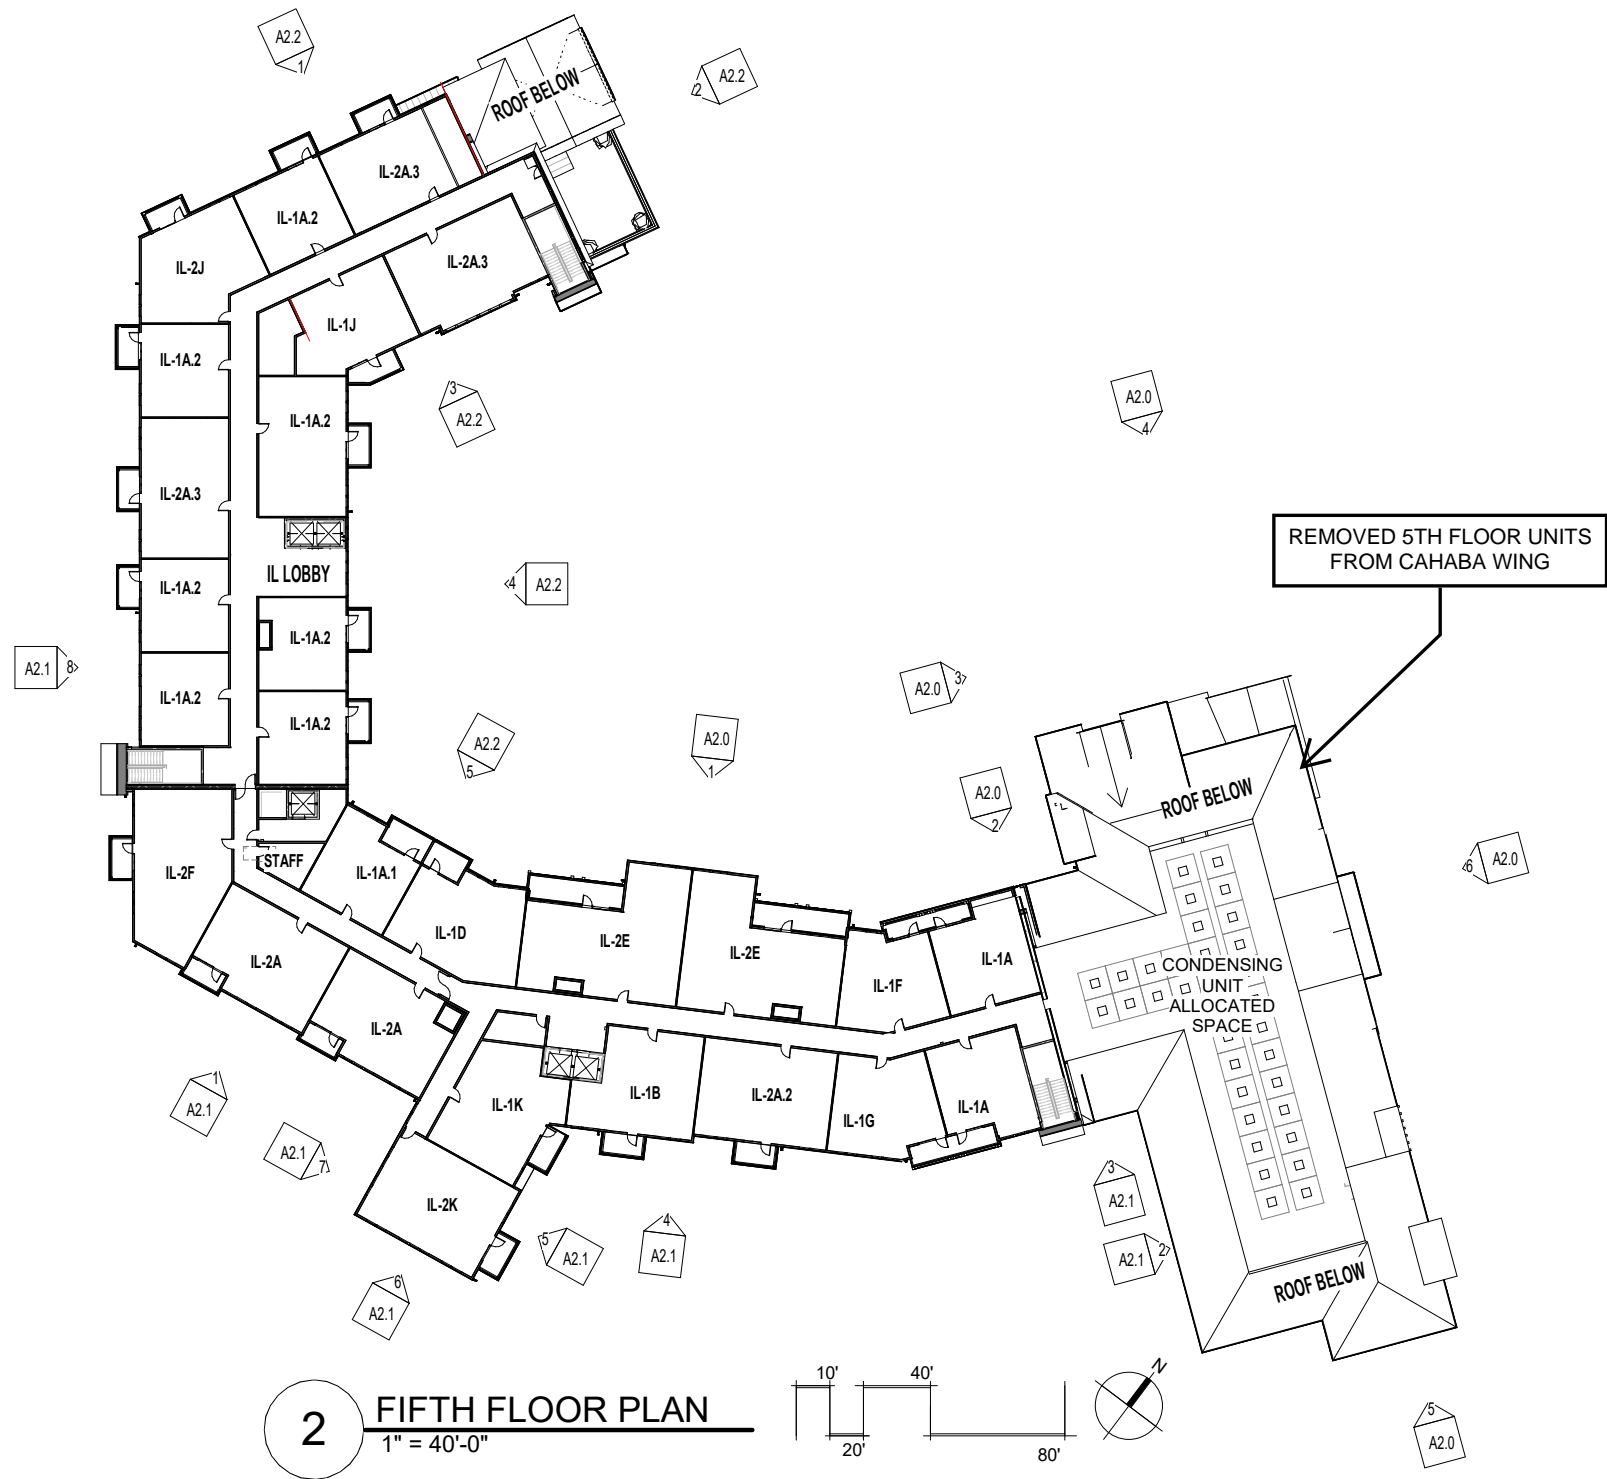 A2.2
1
ROOF BELOW
2
A2.2
IL-2A.3
IL-1A.2
IL-2J
IL-2A.3
IL-1J
IL-1A.2
IL-1A.2
3
A2.2
A2.0
4
IL-2A.3
REMOVED 5TH FLOOR UNITS
FROM CAHABA WING
IL LOBBY
4
A2.2
IL-1A.2
IL-1A.2
A2.1
8
IL-1A.2
IL-1A.2
A2.0
3
A2.2
5
A2.0
1
A2.0
2
ROOF BELOW
STAFF
IL-2F
IL-1A.1
6
A2.0
IL-1D
IL-2E
IL-2E
IL-2A
IL-1F
IL-1A
CONDENSING
UNIT
ALLOCATED
SPACE
IL-2A
1
A2.1
IL-1K
IL-1B
IL-2A.2
IL-1G
IL-1A
A2.1
7
IL-2K
3
A2.1
4
A2.1
5
A2.1
A2.1
2
ROOF BELOW
6
A2.1
2
FIFTH FLOOR PLAN
1" = 40'-0"
10'
40'
20'
80'
N
5
A2.0